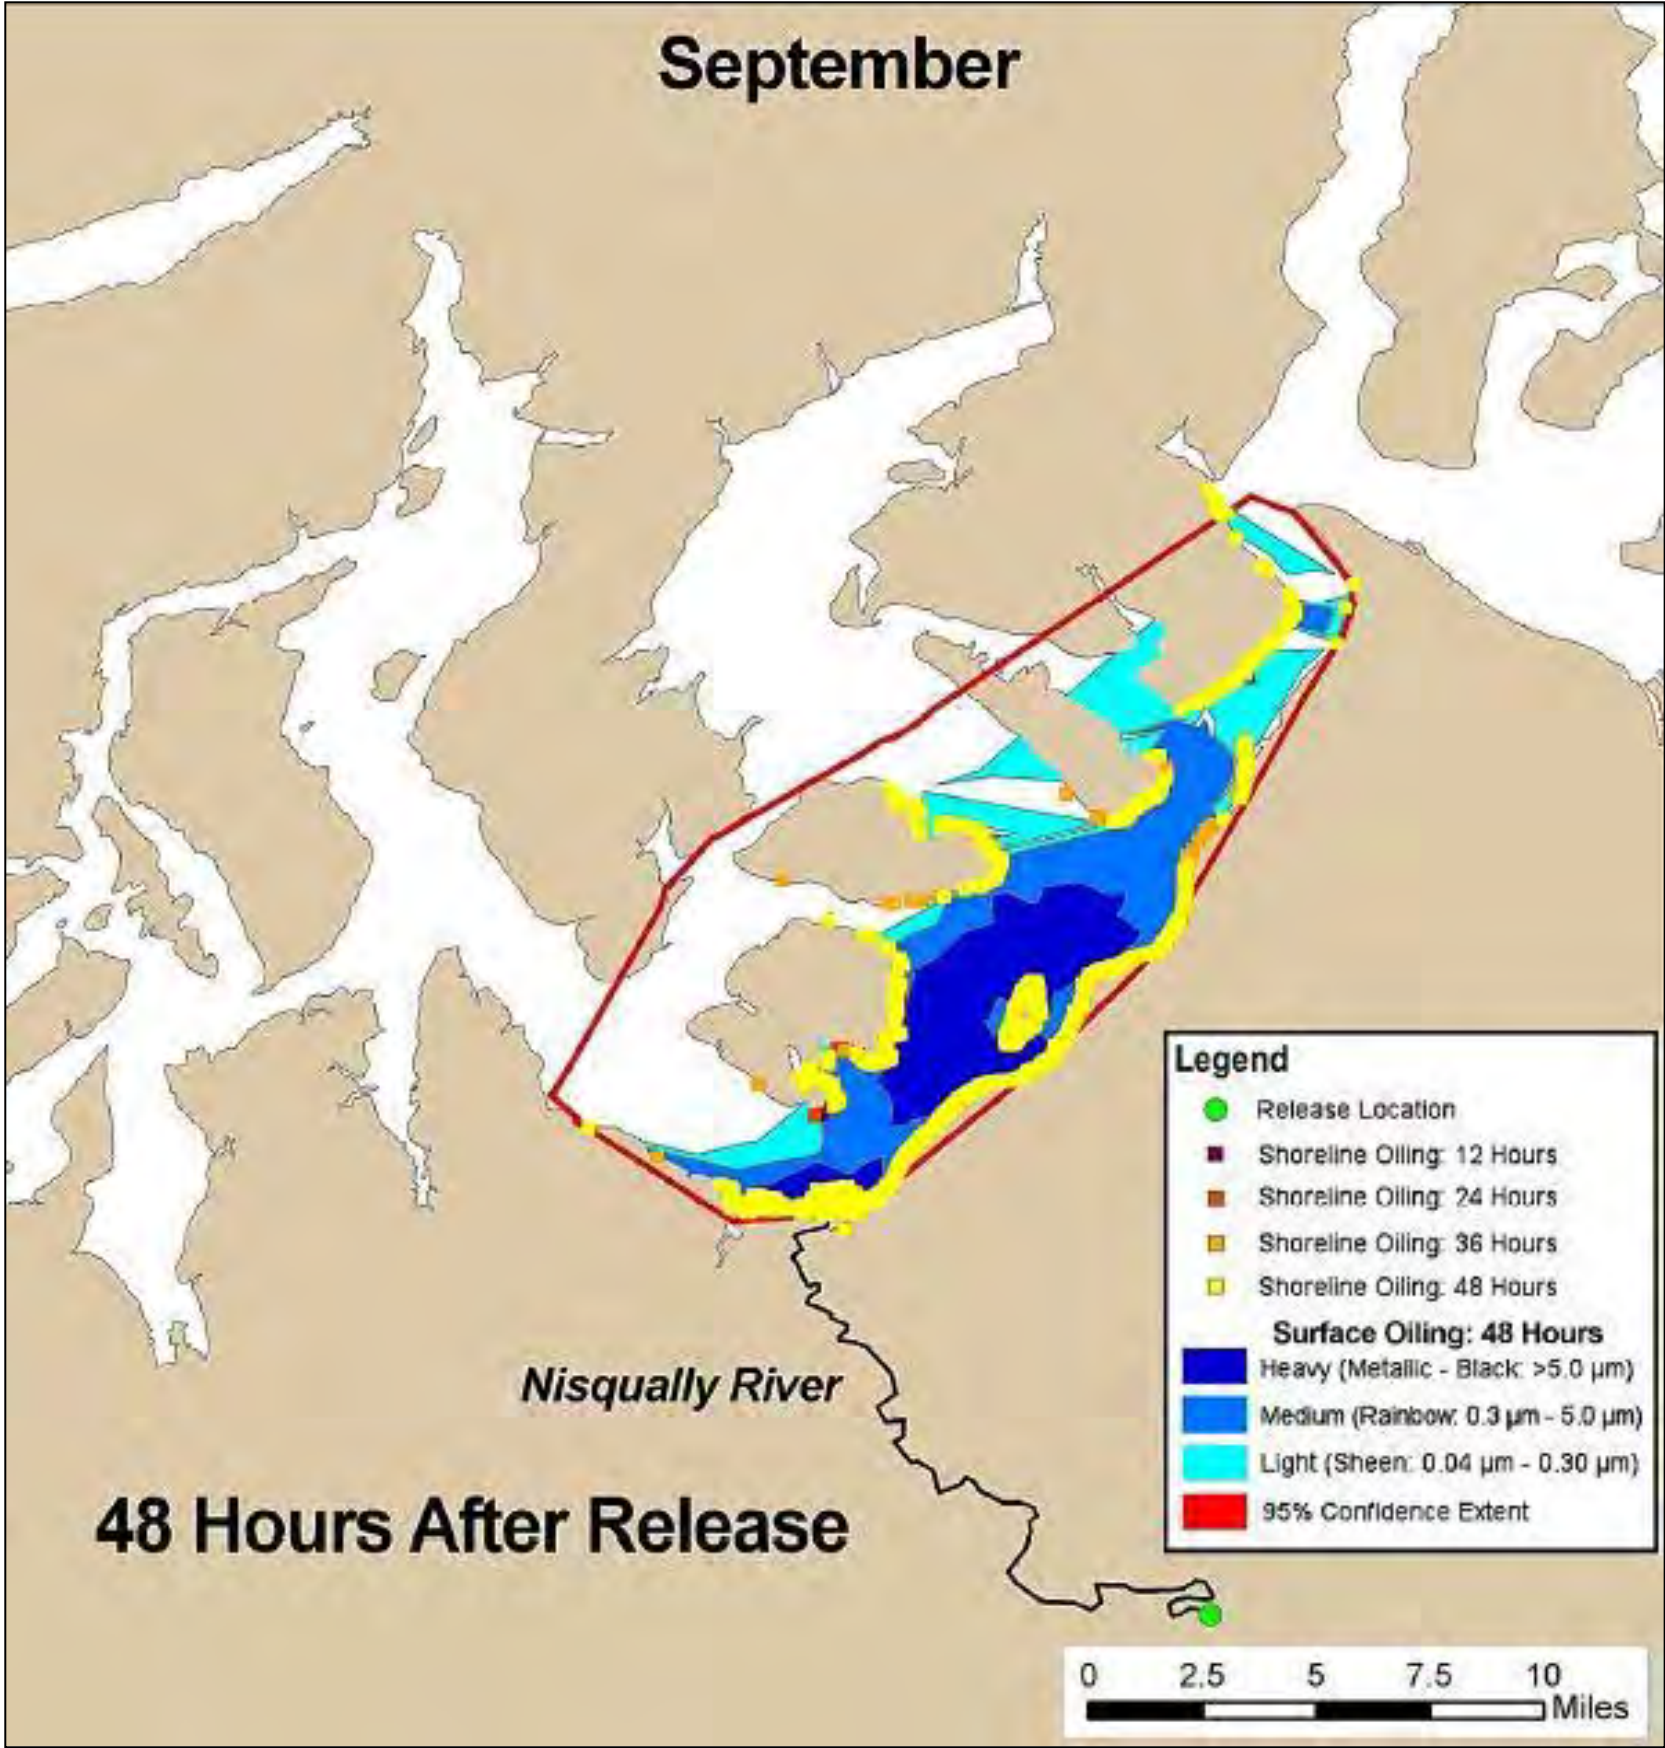 September
Legend
Release Location
Shoreline Oiling: 12 Hours
Shoreline Oiling: 24 Hours
Shoreline Oiling: 36 Hours
Shoreline Oiling: 48 Hours
Surface Oiling: 48 Hours
Heavy (Metallic - Black: >5.0 µm)
Medium (Rainbow: 0.3 µm - 5.0 µm)
Light (Sheen: 0.04 µm - 0.30 µm)
95% Confidence Extent
Nisqually River
48 Hours After Release
0 2.5 5 7.5 10
Miles